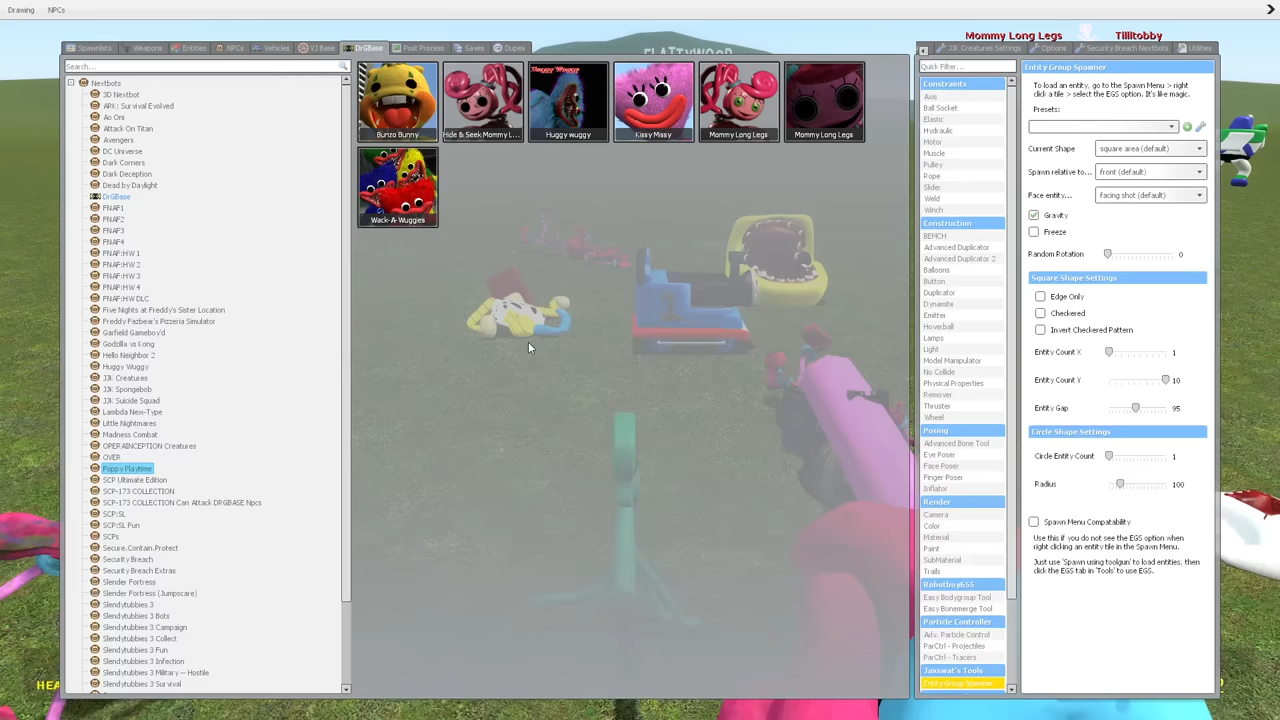 Drawing NPCs
Mommy Long Legs Tillitobby
FLATTYWOOD
Spawnlists Weapons Entities NPCs Vehicles VJ Base DrGBase Post Process Saves Dupes
JJK Creatures Settings Options Security Breach Nextbots Utilities
Search...
Nextbots
3D Nextbot
APK: Survival Evolved
Ao Oni
Attack On Titan
Avengers
DC Universe
Dark Corners
Dark Deception
Dead by Daylight
DrGBase
FNAF1
FNAF2
FNAF3
FNAF4
FNAF:HW 1
FNAF:HW 2
FNAF:HW 3
FNAF:HW 4
FNAF:HW DLC
Five Nights at Freddy's Sister Location
Freddy Fazbear's Pizzeria Simulator
Garfield Gameboy'd
Godzilla vs Kong
Hello Neighbor 2
Huggy Wuggy
JJK Creatures
JJK Spongebob
JJK Suicide Squad
Lambda New-Type
Little Nightmares
Madness Combat
OPERAINCEPTION Creatures
OVER
Poppy Playtime
SCP Ultimate Edition
SCP-173 COLLECTION
SCP-173 COLLECTION Can Attack DRGBASE Npcs
SCP:SL
SCP:SL Fun
SCPs
Secure.Contain.Protect
Security Breach
Security Breach Extras
Slender Fortress
Slender Fortress (Jumpscare)
Slendytubbies 3
Slendytubbies 3 Bots
Slendytubbies 3 Campaign
Slendytubbies 3 Collect
Slendytubbies 3 Fun
Slendytubbies 3 Infection
Slendytubbies 3 Military -- Hostile
Slendytubbies 3 Survival
Bunzo Bunny
Hide & Seek Mommy L...
Huggy Wuggy
Huggy wuggy
Kissy Missy
Mommy Long Legs
Mommy Long Legs
Wack-A-Wuggies
Quick Filter...
Constraints
Axis
Ball Socket
Elastic
Hydraulic
Motor
Muscle
Pulley
Rope
Slider
Weld
Winch
Construction
BEMCH
Advanced Duplicator
Advanced Duplicator 2
Balloons
Button
Duplicator
Dynamite
Emitter
Hoverball
Lamps
Light
Model Manipulator
No Collide
Physical Properties
Remover
Thruster
Wheel
Posing
Advanced Bone Tool
Eye Poser
Face Poser
Finger Poser
Inflator
Render
Camera
Color
Material
Paint
SubMaterial
Trails
Robotboy655
Easy Bodygroup Tool
Easy Bonemerge Tool
Particle Controller
Adv. Particle Control
ParCtrl - Projectiles
ParCtrl - Tracers
Jaxswat's Tools
Entity Group Spawner
Entity Group Spawner
To load an entity, go to the Spawn Menu > right
click a tile > select the EGS option. It's like magic.
Presets:
Current Shape square area (default)
Spawn relative to... front (default)
Face entity... facing shot (default)
Gravity
Freeze
Random Rotation 0
Square Shape Settings
Edge Only
Checkered
Invert Checkered Pattern
Entity Count X 1
Entity Count Y 10
Entity Gap 95
Circle Shape Settings
Circle Entity Count 1
Radius 100
Spawn Menu Compatability
Use this if you do not see the EGS option when
right clicking an entity tile in the Spawn Menu.
Just use 'Spawn using toolgun' to load entities, then
click the EGS tab in 'Tools' to use EGS.